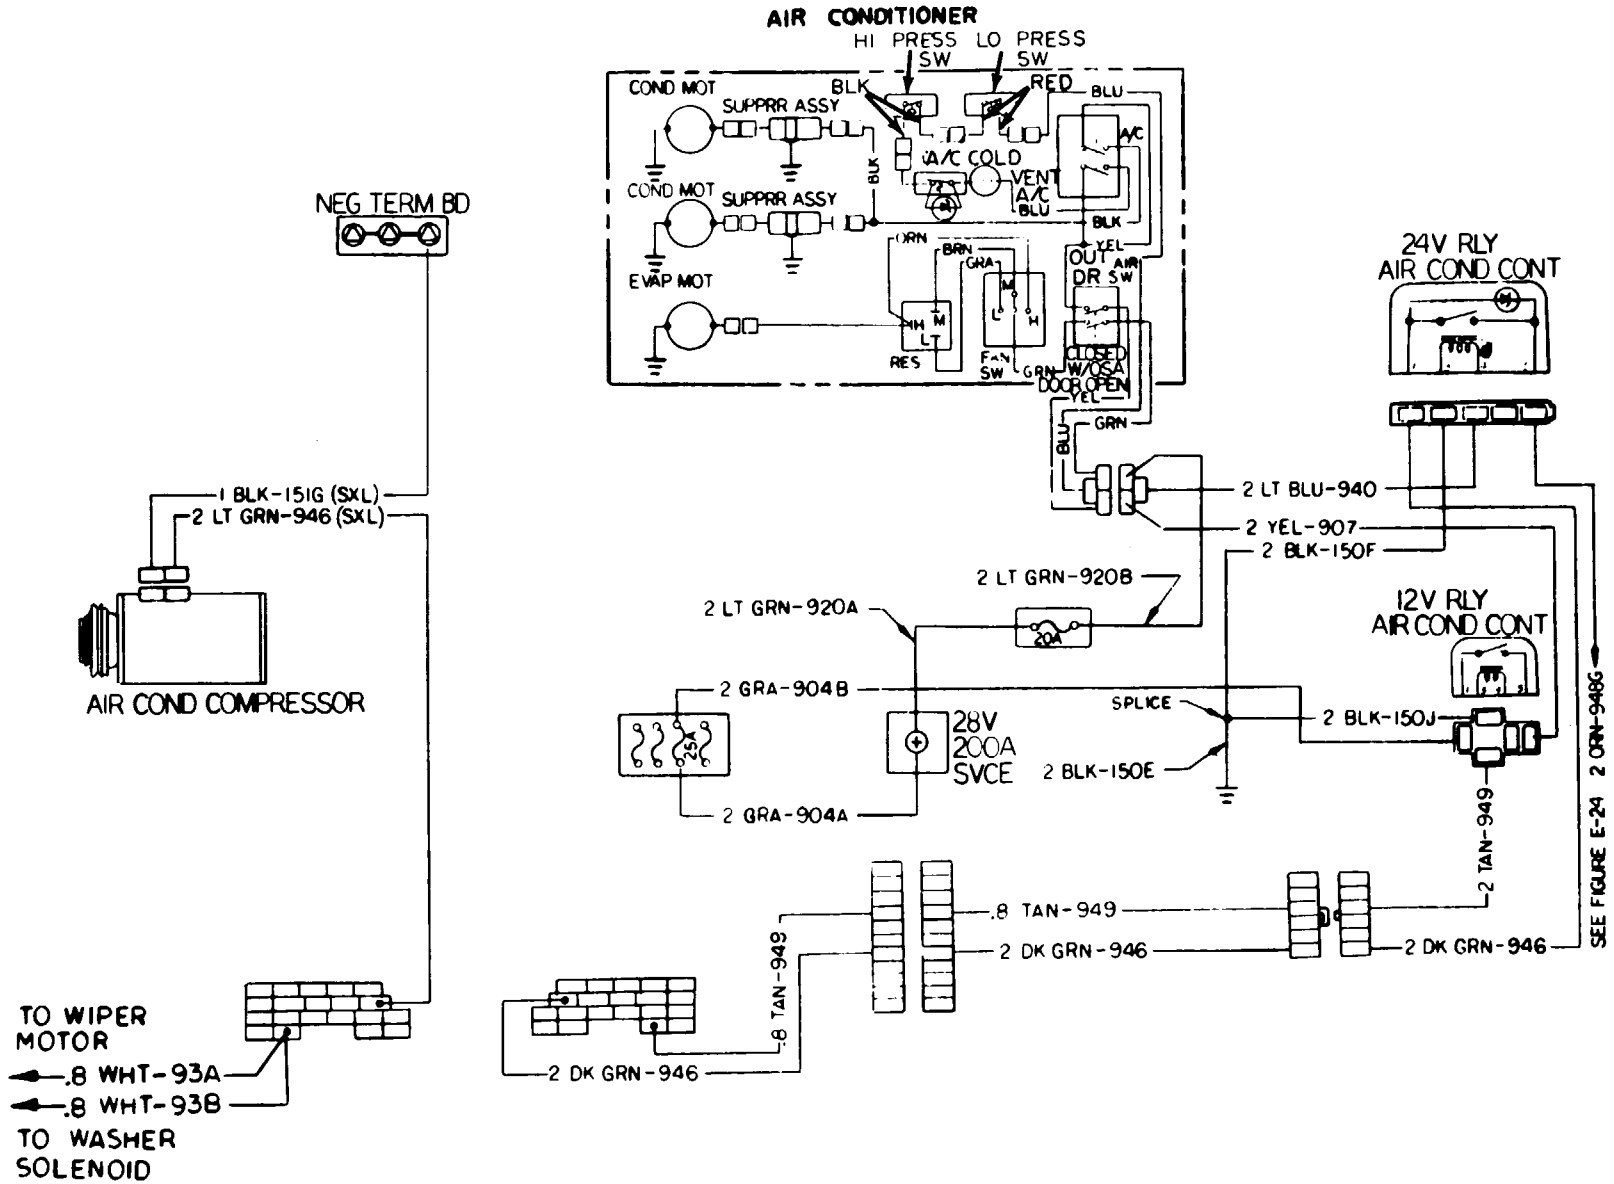 AIR CONDITIONER
HI PRESS SW
LO PRESS SW
COND MOT
SUPPRR ASSY
BLK
RED
BLU
A/C
BLK
A/C COLD
VENT
A/C
BLU
COND MOT
SUPPRR ASSY
BLK
ORN
BRN
GRA
YEL
OUT AIR
DR SW
EVAP MOT
H
M
L
RES
M
L
H
FAN
SW
GRN
CLOSED
W/OSA
DOOR OPEN
YEL
BLU
GRN
NEG TERM BD
24V RLY
AIR COND CONT
1 BLK-151G (SXL)
2 LT GRN-946 (SXL)
2 LT BLU-940
2 YEL-907
2 BLK-150F
2 LT GRN-920B
2 LT GRN-920A
20A
12V RLY
AIR COND CONT
AIR COND COMPRESSOR
2 GRA-904B
SPLICE
2 BLK-150J
25A
28V
200A
SVCE
2 BLK-150E
2 GRA-904A
2 TAN-949
SEE FIGURE E-24 2 ORN-948G
.8 TAN-949
2 DK GRN-946
2 DK GRN-946
.8 TAN-949
2 DK GRN-946
TO WIPER
MOTOR
.8 WHT-93A
.8 WHT-93B
TO WASHER
SOLENOID